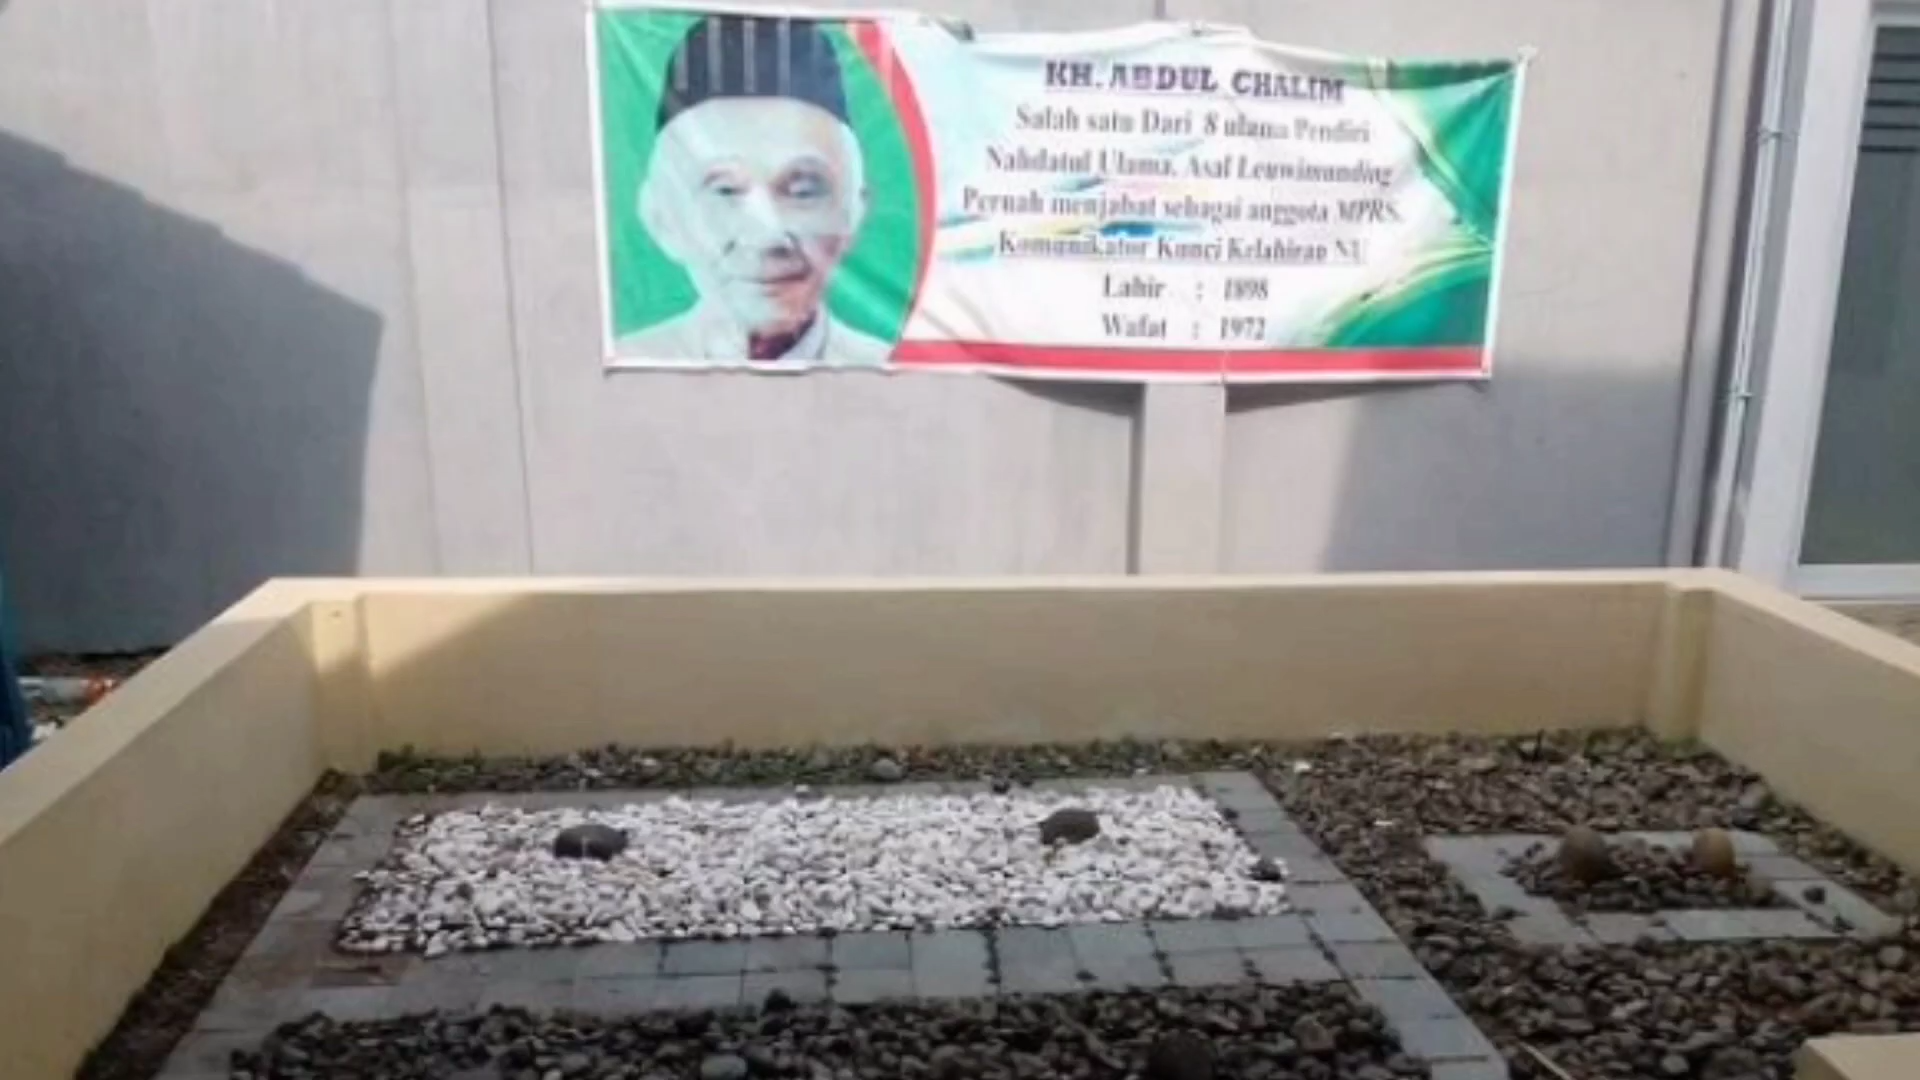 KH. ABDUL CHALIM
Salah satu Dari 8 ulama Pendiri
Nahdatul Ulama. Asal Leuwimunding
Pernah menjabat sebagai anggota MPRS.
Komunikator Kunci Kelahiran NU
Lahir : 1898
Wafat : 1972